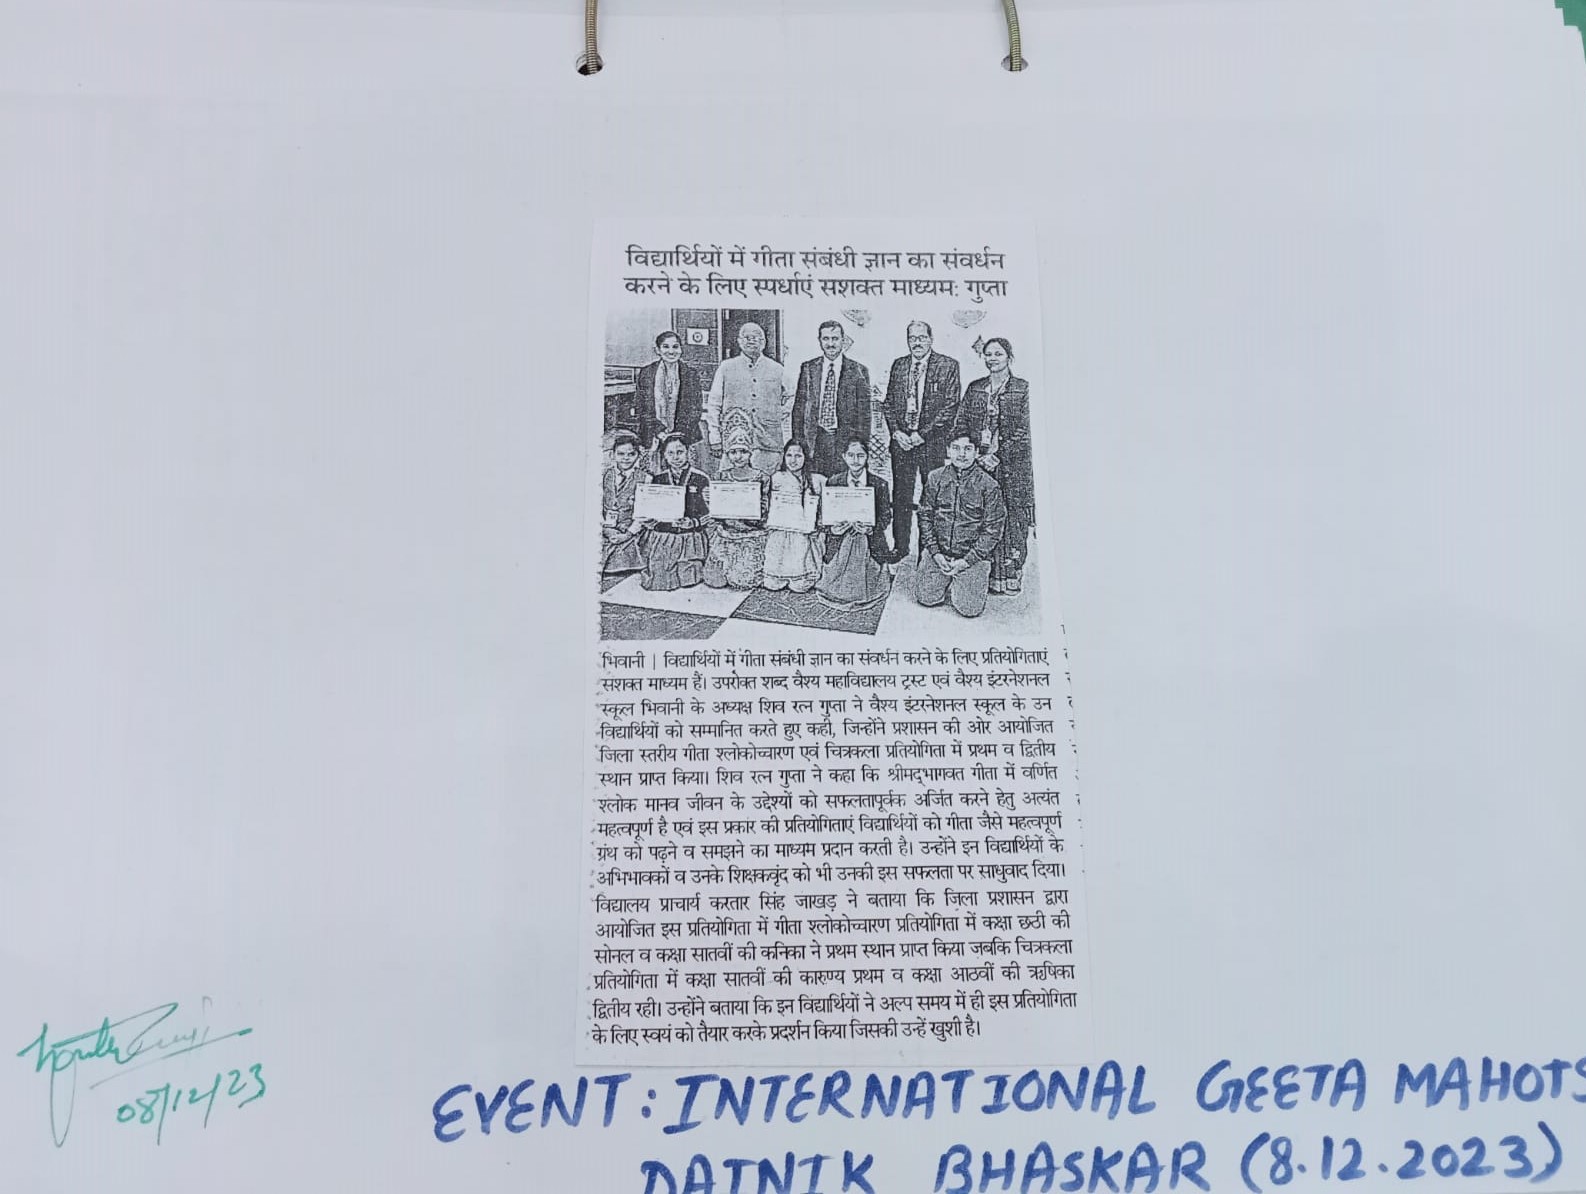 विद्यार्थियों में गीता संबंधी ज्ञान का संवर्धन
करने के लिए स्पर्धाएं सशक्त माध्यम: गुप्ता
भिवानी | विद्यार्थियों में गीता संबंधी ज्ञान का संवर्धन करने के लिए प्रतियोगिताएं
सशक्त माध्यम हैं। उपरोक्त शब्द वैश्य महाविद्यालय ट्रस्ट एवं वैश्य इंटरनेशनल
स्कूल भिवानी के अध्यक्ष शिव रत्न गुप्ता ने वैश्य इंटरनेशनल स्कूल के उन
विद्यार्थियों को सम्मानित करते हुए कही, जिन्होंने प्रशासन की ओर आयोजित
जिला स्तरीय गीता श्लोकोच्चारण एवं चित्रकला प्रतियोगिता में प्रथम व द्वितीय
स्थान प्राप्त किया। शिव रत्न गुप्ता ने कहा कि श्रीमद्भागवत गीता में वर्णित
श्लोक मानव जीवन के उद्देश्यों को सफलतापूर्वक अर्जित करने हेतु अत्यंत
महत्वपूर्ण है एवं इस प्रकार की प्रतियोगिताएं विद्यार्थियों को गीता जैसे महत्वपूर्ण
ग्रंथ को पढ़ने व समझने का माध्यम प्रदान करती है। उन्होंने इन विद्यार्थियों के
अभिभावकों व उनके शिक्षकवृंद को भी उनकी इस सफलता पर साधुवाद दिया।
विद्यालय प्राचार्य करतार सिंह जाखड़ ने बताया कि जिला प्रशासन द्वारा
आयोजित इस प्रतियोगिता में गीता श्लोकोच्चारण प्रतियोगिता में कक्षा छठी की
सोनल व कक्षा सातवीं की कनिका ने प्रथम स्थान प्राप्त किया जबकि चित्रकला
प्रतियोगिता में कक्षा सातवीं की कारुण्य प्रथम व कक्षा आठवीं की ऋषिका
द्वितीय रही। उन्होंने बताया कि इन विद्यार्थियों ने अल्प समय में ही इस प्रतियोगिता
के लिए स्वयं को तैयार करके प्रदर्शन किया जिसकी उन्हें खुशी है।
08/12/23
EVENT: INTERNATIONAL GEETA MAHOTS
DAINIK BHASKAR (8.12.2023)